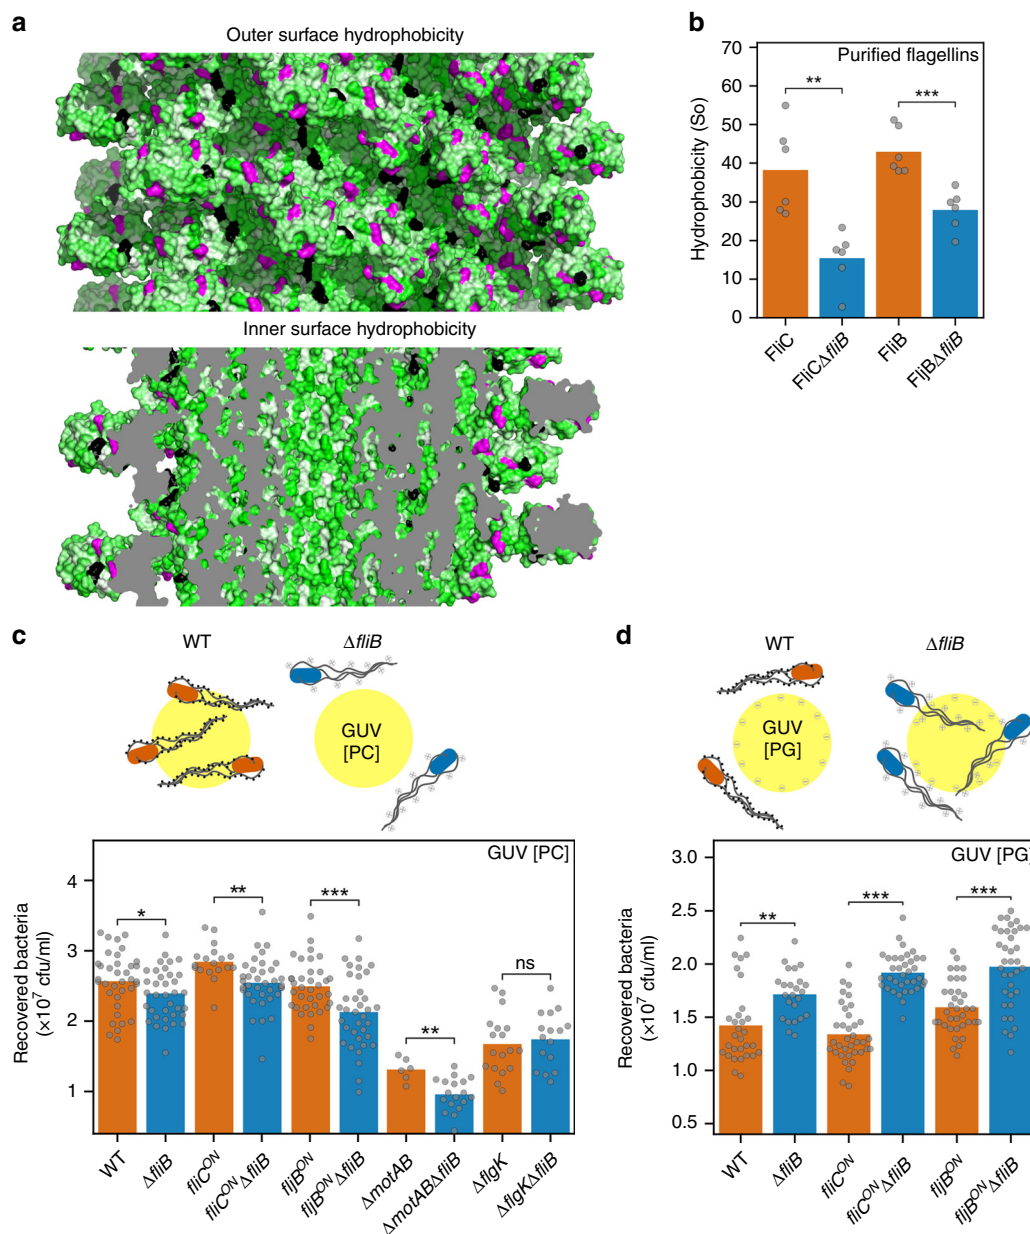 a
Outer surface hydrophobicity
Inner surface hydrophobicity
b
Purified flagellins
Hydrophobicity (So)
70
60
50
40
30
20
10
0
**
***
FliC
FliCΔfliB
FliB
FljBΔfliB
c
WT
ΔfliB
GUV
[PC]
GUV [PC]
Recovered bacteria
(×10⁷ cfu/ml)
4
3
2
1
*
**
***
**
ns
WT
ΔfliB
fliC^ON
fliC^ON ΔfliB
fljB^ON
fljB^ON ΔfliB
ΔmotAB
ΔmotABΔfliB
ΔflgK
ΔflgKΔfliB
d
WT
ΔfliB
GUV
[PG]
GUV [PG]
Recovered bacteria
(×10⁷ cfu/ml)
3.0
2.5
2.0
1.5
1.0
0.5
**
***
***
WT
ΔfliB
fliC^ON
fliC^ON ΔfliB
fljB^ON
fljB^ON ΔfliB